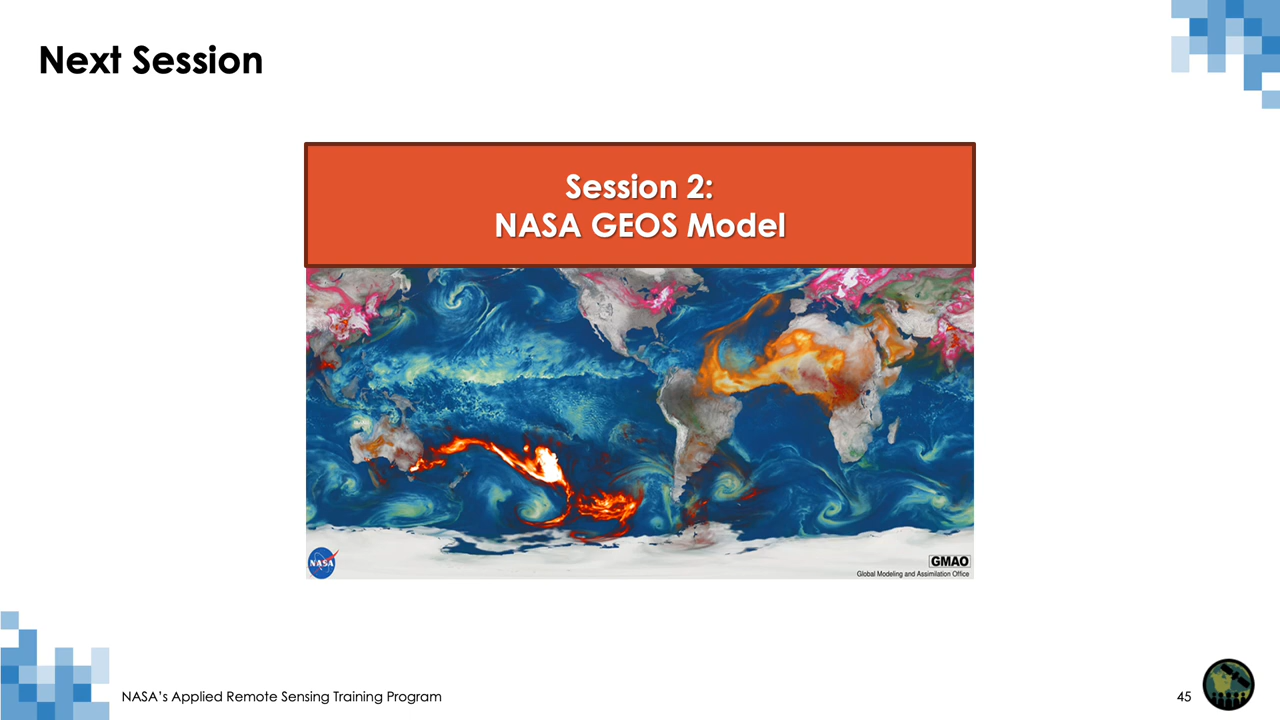 Next Session
Session 2:
NASA GEOS Model
NASA
GMAO
Global Modeling and Assimilation Office
NASA’s Applied Remote Sensing Training Program
45